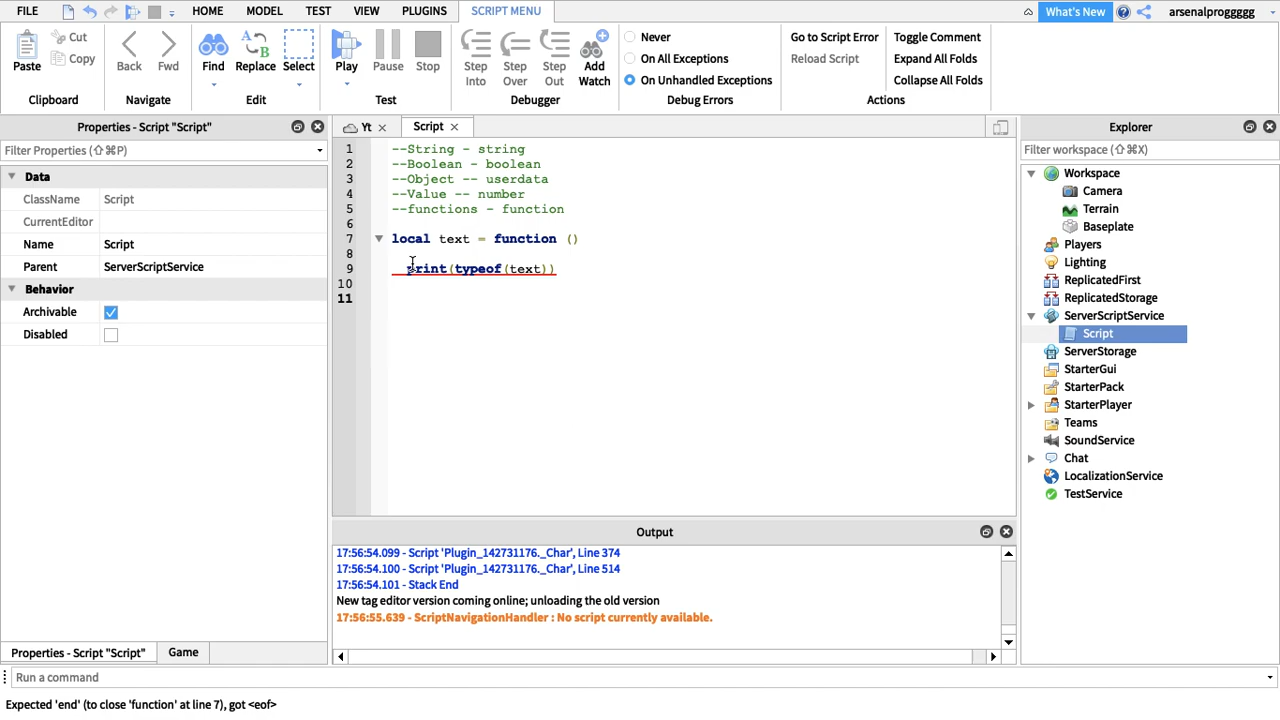 FILE HOME MODEL TEST VIEW PLUGINS SCRIPT MENU What's New arsenalproggggg
Paste Cut Copy Back Fwd Find Replace Select Play Pause Stop Step Into Step Over Step Out Add Watch
Never
On All Exceptions
On Unhandled Exceptions
Go to Script Error
Reload Script
Toggle Comment
Expand All Folds
Collapse All Folds
Clipboard Navigate Edit Test Debugger Debug Errors Actions
Properties - Script "Script"
Filter Properties (⇧⌘P)
Data
ClassName Script
CurrentEditor
Name Script
Parent ServerScriptService
Behavior
Archivable
Disabled
Properties - Script "Script" Game
Yt Script
1 --String - string
2 --Boolean - boolean
3 --Object -- userdata
4 --Value -- number
5 --functions - function
6
7 local text = function ()
8
9 print(typeof(text))
10
11
Output
17:56:54.099 - Script 'Plugin_142731176._Char', Line 374
17:56:54.100 - Script 'Plugin_142731176._Char', Line 514
17:56:54.101 - Stack End
New tag editor version coming online; unloading the old version
17:56:55.639 - ScriptNavigationHandler : No script currently available.
Explorer
Filter workspace (⇧⌘X)
Workspace
Camera
Terrain
Baseplate
Players
Lighting
ReplicatedFirst
ReplicatedStorage
ServerScriptService
Script
ServerStorage
StarterGui
StarterPack
StarterPlayer
Teams
SoundService
Chat
LocalizationService
TestService
Run a command
Expected 'end' (to close 'function' at line 7), got <eof>